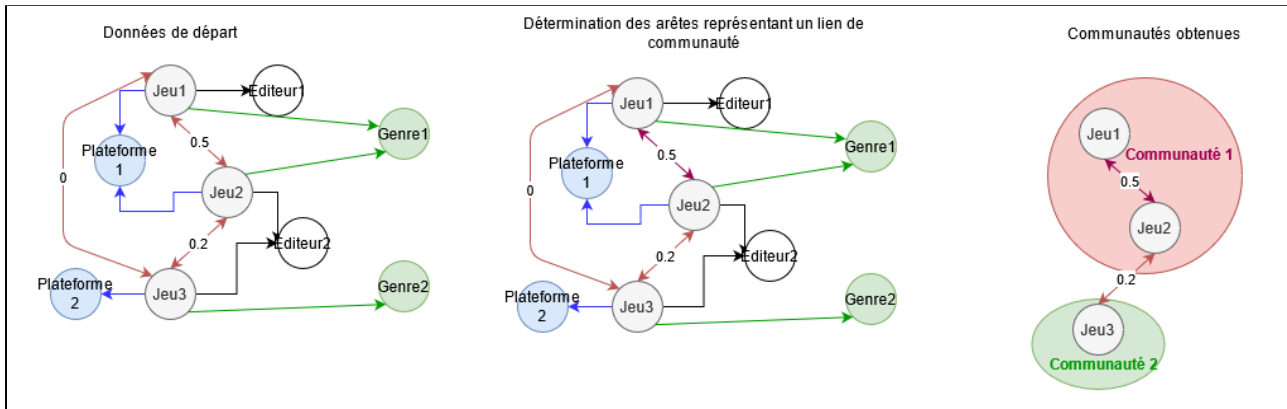 Données de départ
Jeu1
Editeur1
Plateforme
1
0.5
Genre1
0
Jeu2
0.2
Editeur2
Plateforme
2
Jeu3
Genre2
Détermination des arêtes représentant un lien de
communauté
Jeu1
Editeur1
Plateforme
1
0.5
Genre1
0
Jeu2
0.2
Editeur2
Plateforme
2
Jeu3
Genre2
Communautés obtenues
Jeu1
Communauté 1
0.5
Jeu2
0.2
Jeu3
Communauté 2